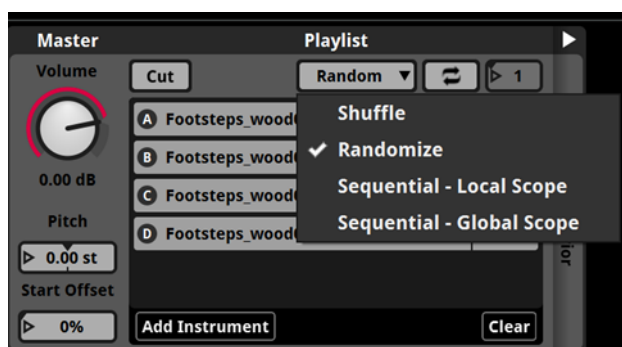 Master Playlist
Volume
Cut Random 1
A Footsteps_wood
B Footsteps_wood
C Footsteps_wood
D Footsteps_wood
Shuffle
Randomize
Sequential - Local Scope
Sequential - Global Scope
0.00 dB
Pitch
0.00 st
Start Offset
0%
Add Instrument Clear